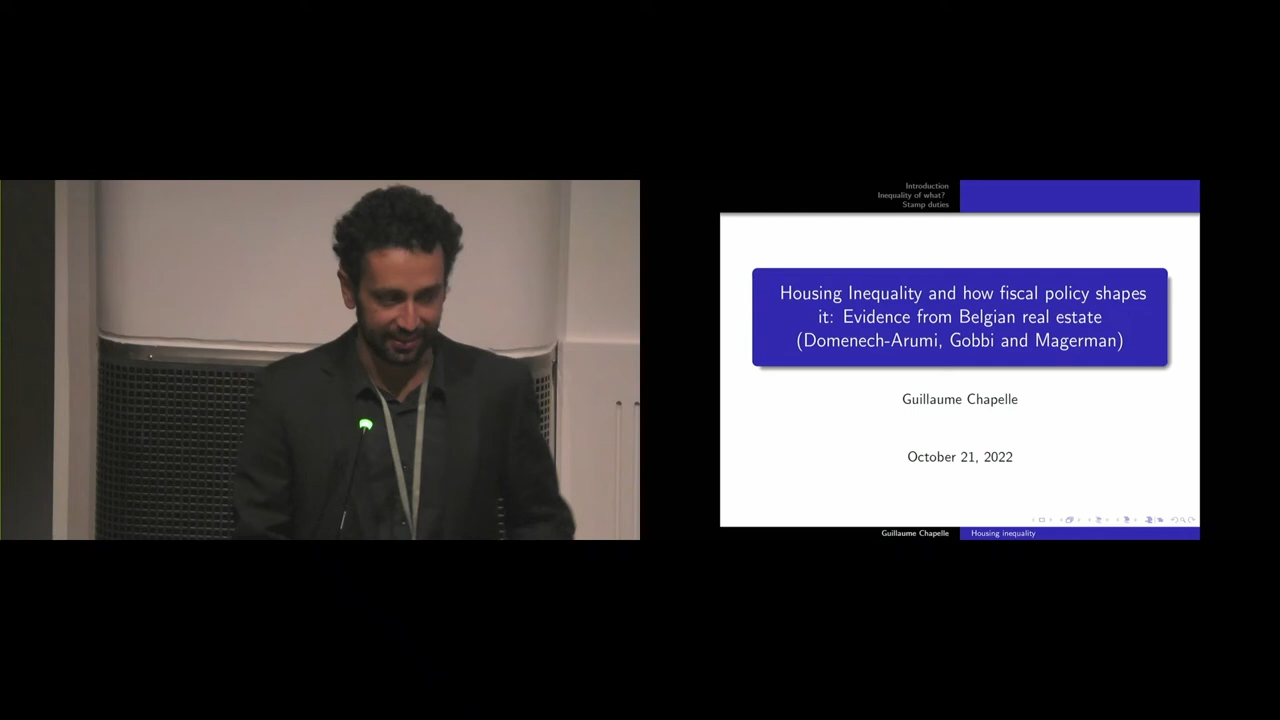 Introduction
Inequality of what?
Stamp duties
Housing Inequality and how fiscal policy shapes
it: Evidence from Belgian real estate
(Domenech-Arumi, Gobbi and Magerman)
Guillaume Chapelle
October 21, 2022
Guillaume Chapelle
Housing inequality